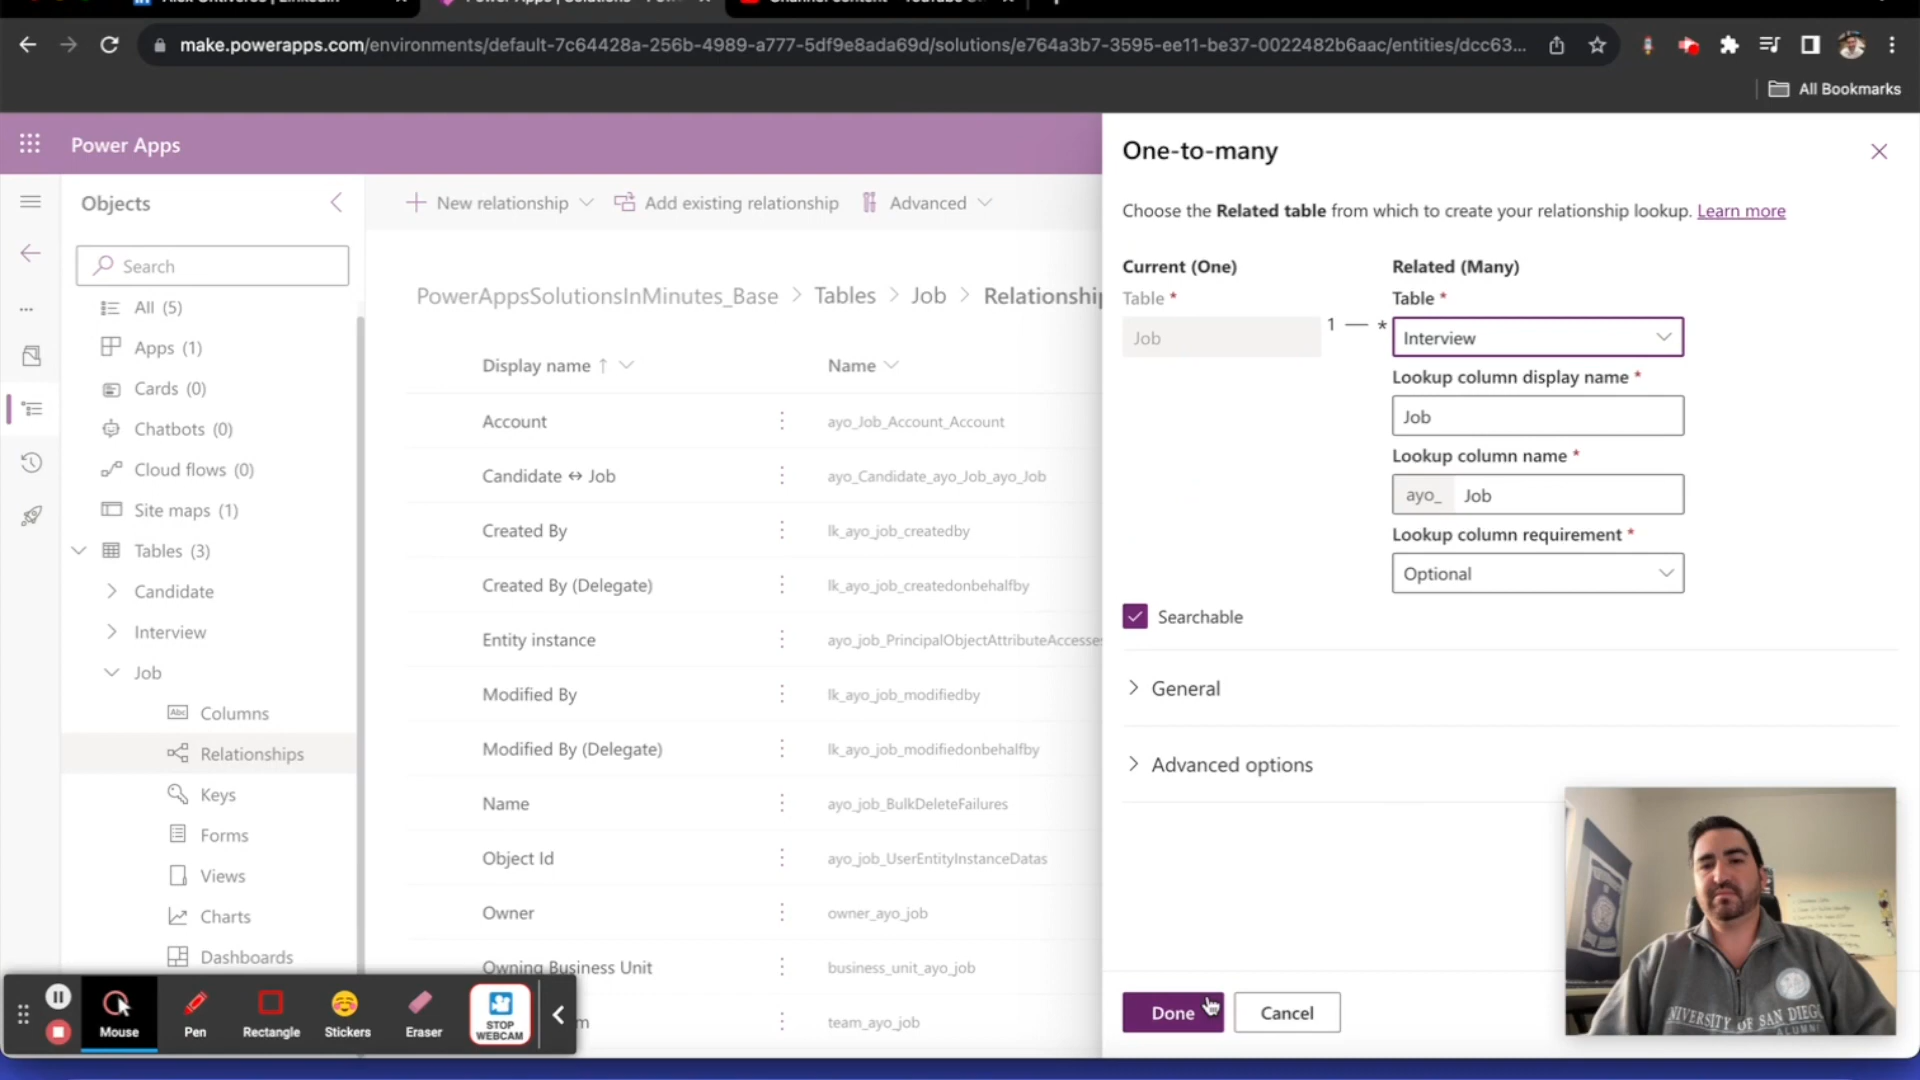 make.powerapps.com/environments/default-7c64428a-256b-4989-a777-5df9e8ada69d/solutions/e764a3b7-3595-ee11-be37-0022482b6aac/entities/dcc63...
All Bookmarks
Power Apps
Objects
Search
All (5)
Apps (1)
Cards (0)
Chatbots (0)
Cloud flows (0)
Site maps (1)
Tables (3)
Candidate
Interview
Job
Columns
Relationships
Keys
Forms
Views
Charts
Dashboards
New relationship
Add existing relationship
Advanced
PowerAppsSolutionsInMinutes_Base > Tables > Job > Relationshi
Display name ↑ Name
Account ayo_Job_Account_Account
Candidate ↔ Job ayo_Candidate_ayo_Job_ayo_Job
Created By lk_ayo_job_createdby
Created By (Delegate) lk_ayo_job_createdonbehalfby
Entity instance ayo_job_PrincipalObjectAttributeAccesses
Modified By lk_ayo_job_modifiedby
Modified By (Delegate) lk_ayo_job_modifiedonbehalfby
Name ayo_job_BulkDeleteFailures
Object Id ayo_job_UserEntityInstanceDatas
Owner owner_ayo_job
Owning Business Unit business_unit_ayo_job
m team_ayo_job
One-to-many
Choose the Related table from which to create your relationship lookup. Learn more
Current (One)
Table *
Job
1 — *
Related (Many)
Table *
Interview
Lookup column display name *
Job
Lookup column name *
ayo_ Job
Lookup column requirement *
Optional
Searchable
General
Advanced options
Done
Cancel
Mouse
Pen
Rectangle
Stickers
Eraser
STOP
WEBCAM
UNIVERSITY OF SAN DIEGO
ALUMNI